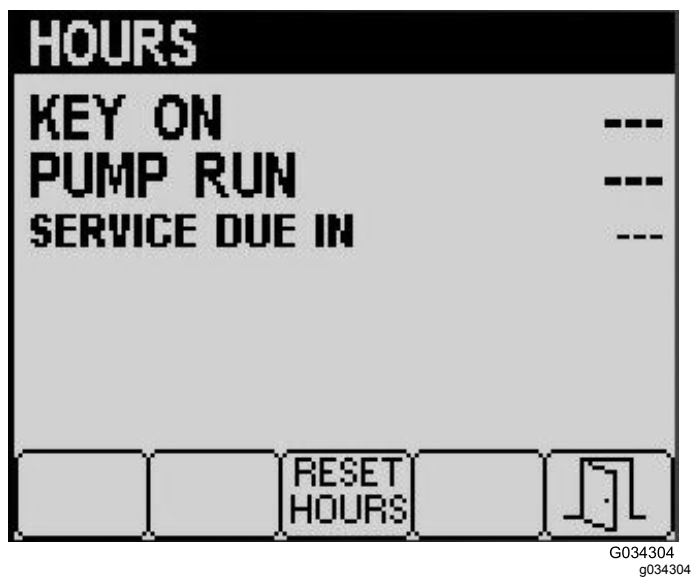 HOURS
KEY ON ---
PUMP RUN ---
SERVICE DUE IN ---
RESET
HOURS
G034304
g034304